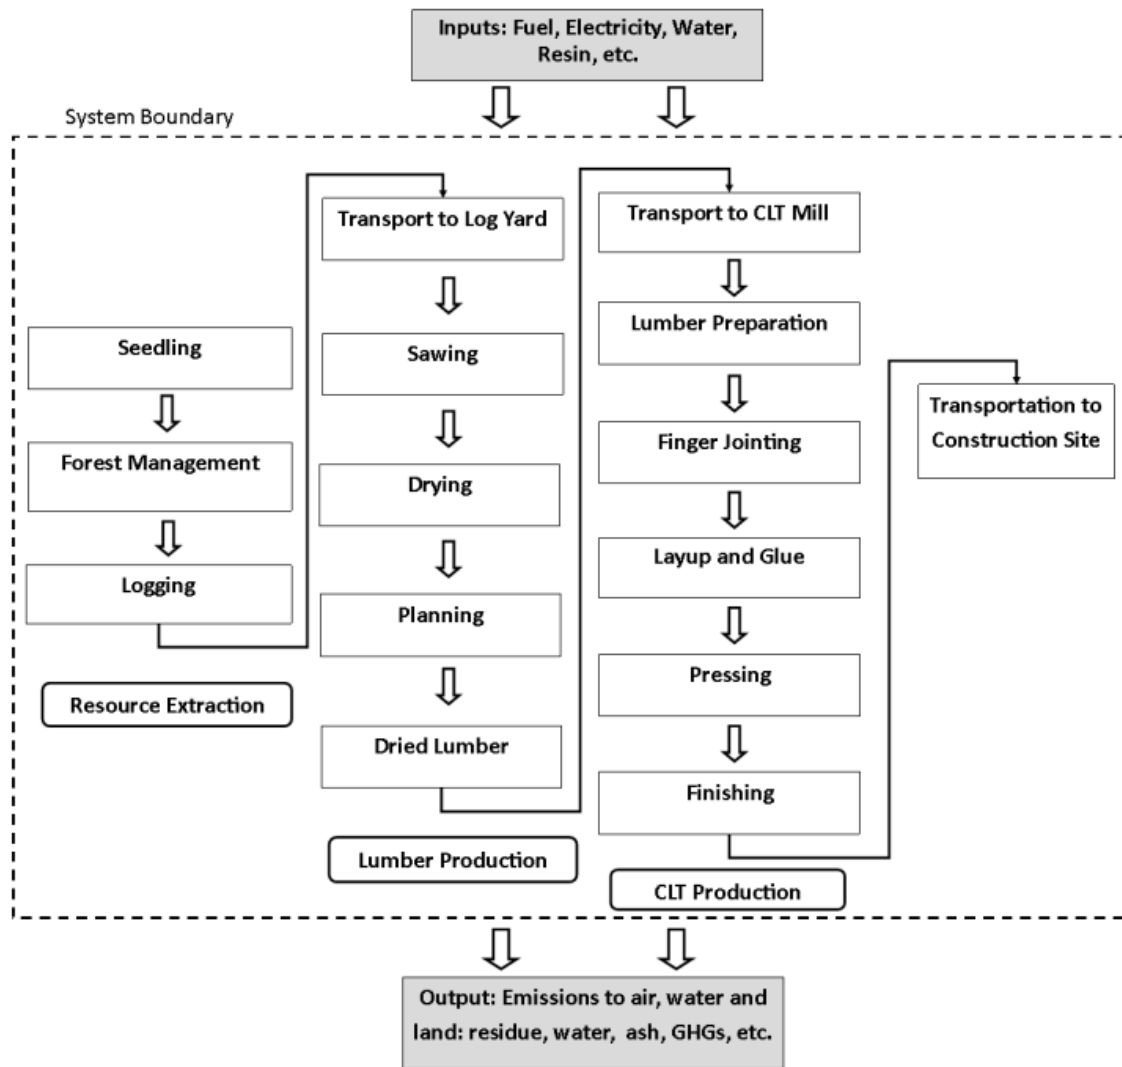 Inputs: Fuel, Electricity, Water,
Resin, etc.
System Boundary
Seedling
Forest Management
Logging
Resource Extraction
Transport to Log Yard
Sawing
Drying
Planning
Dried Lumber
Lumber Production
Transport to CLT Mill
Lumber Preparation
Finger Jointing
Layup and Glue
Pressing
Finishing
CLT Production
Transportation to
Construction Site
Output: Emissions to air, water and
land: residue, water, ash, GHGs, etc.